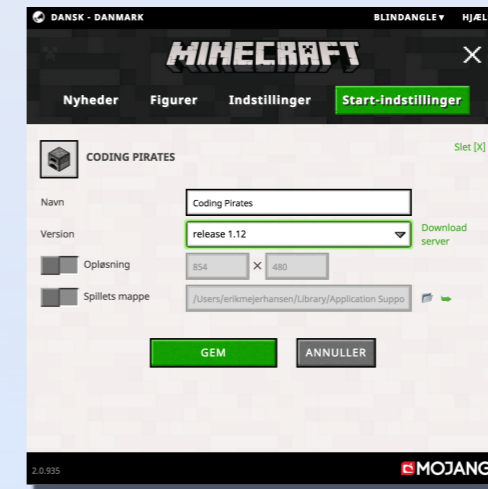 DANSK - DANMARK BLINDANGLE▾ HJÆL
MINECRAFT
Nyheder Figurer Indstillinger Start-indstillinger
Slet [X]
CODING PIRATES
Navn Coding Pirates
Version release 1.12 Download server
Opløsning 854 X 480
Spillets mappe /Users/erikmejerhansen/Library/Application Suppo
GEM ANNULLER
2.0.935 MOJANG